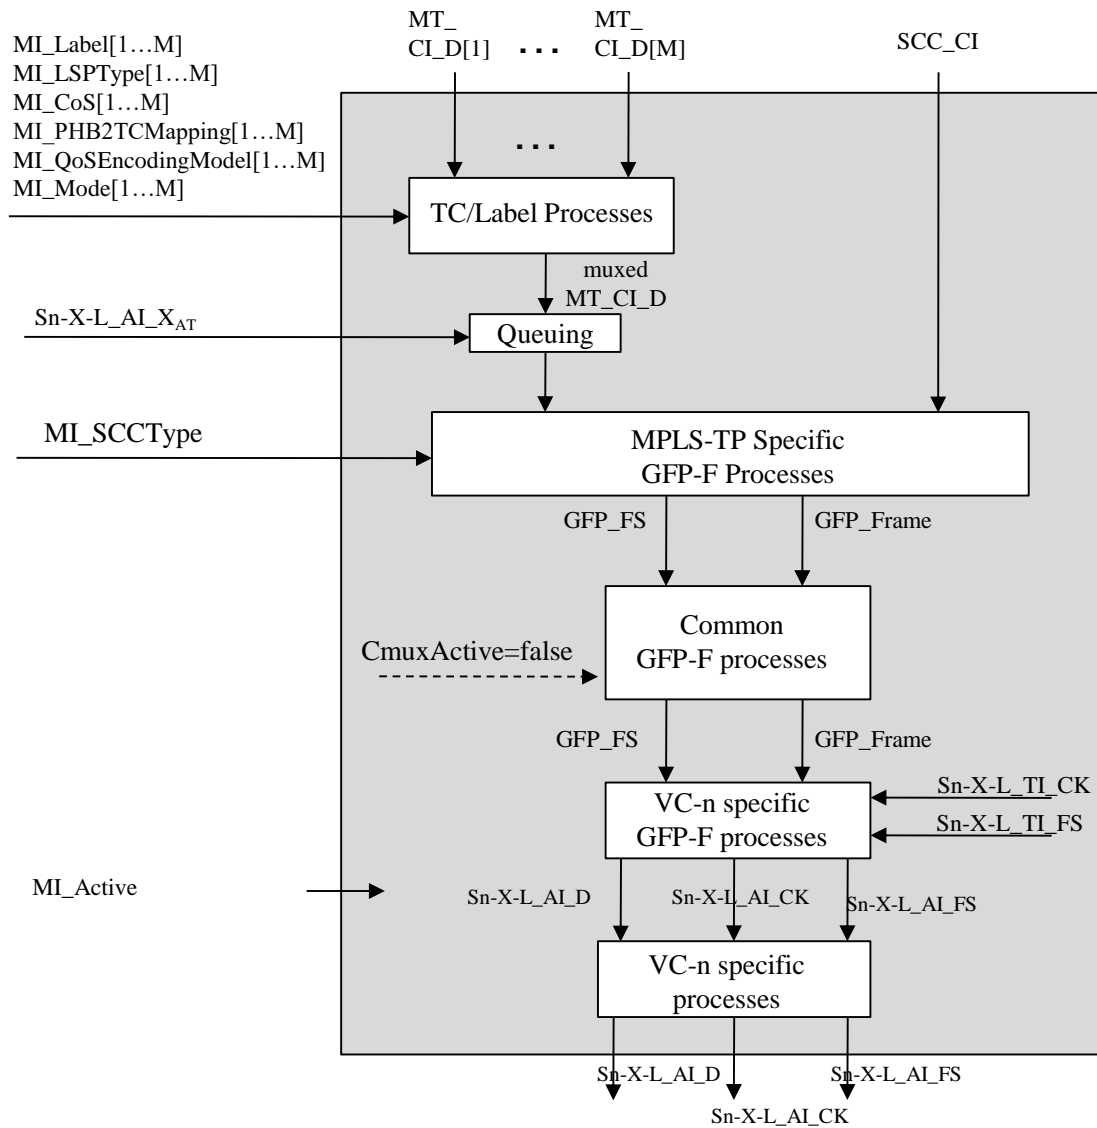 MT_
CI_D[1]
. . .
MT_
CI_D[M]
SCC_CI
MI_Label[1…M]
MI_LSPType[1…M]
MI_CoS[1…M]
MI_PHB2TCMapping[1…M]
MI_QoSEncodingModel[1…M]
MI_Mode[1…M]
. . .
TC/Label Processes
muxed
MT_CI_D
Sn-X-L_AI_X_AT
Queuing
MI_SCCType
MPLS-TP Specific
GFP-F Processes
GFP_FS
GFP_Frame
Common
GFP-F processes
CmuxActive=false
GFP_FS
GFP_Frame
VC-n specific
GFP-F processes
Sn-X-L_TI_CK
Sn-X-L_TI_FS
MI_Active
Sn-X-L_AI_D
Sn-X-L_AI_CK
Sn-X-L_AI_FS
VC-n specific
processes
Sn-X-L_AI_D
Sn-X-L_AI_FS
Sn-X-L_AI_CK